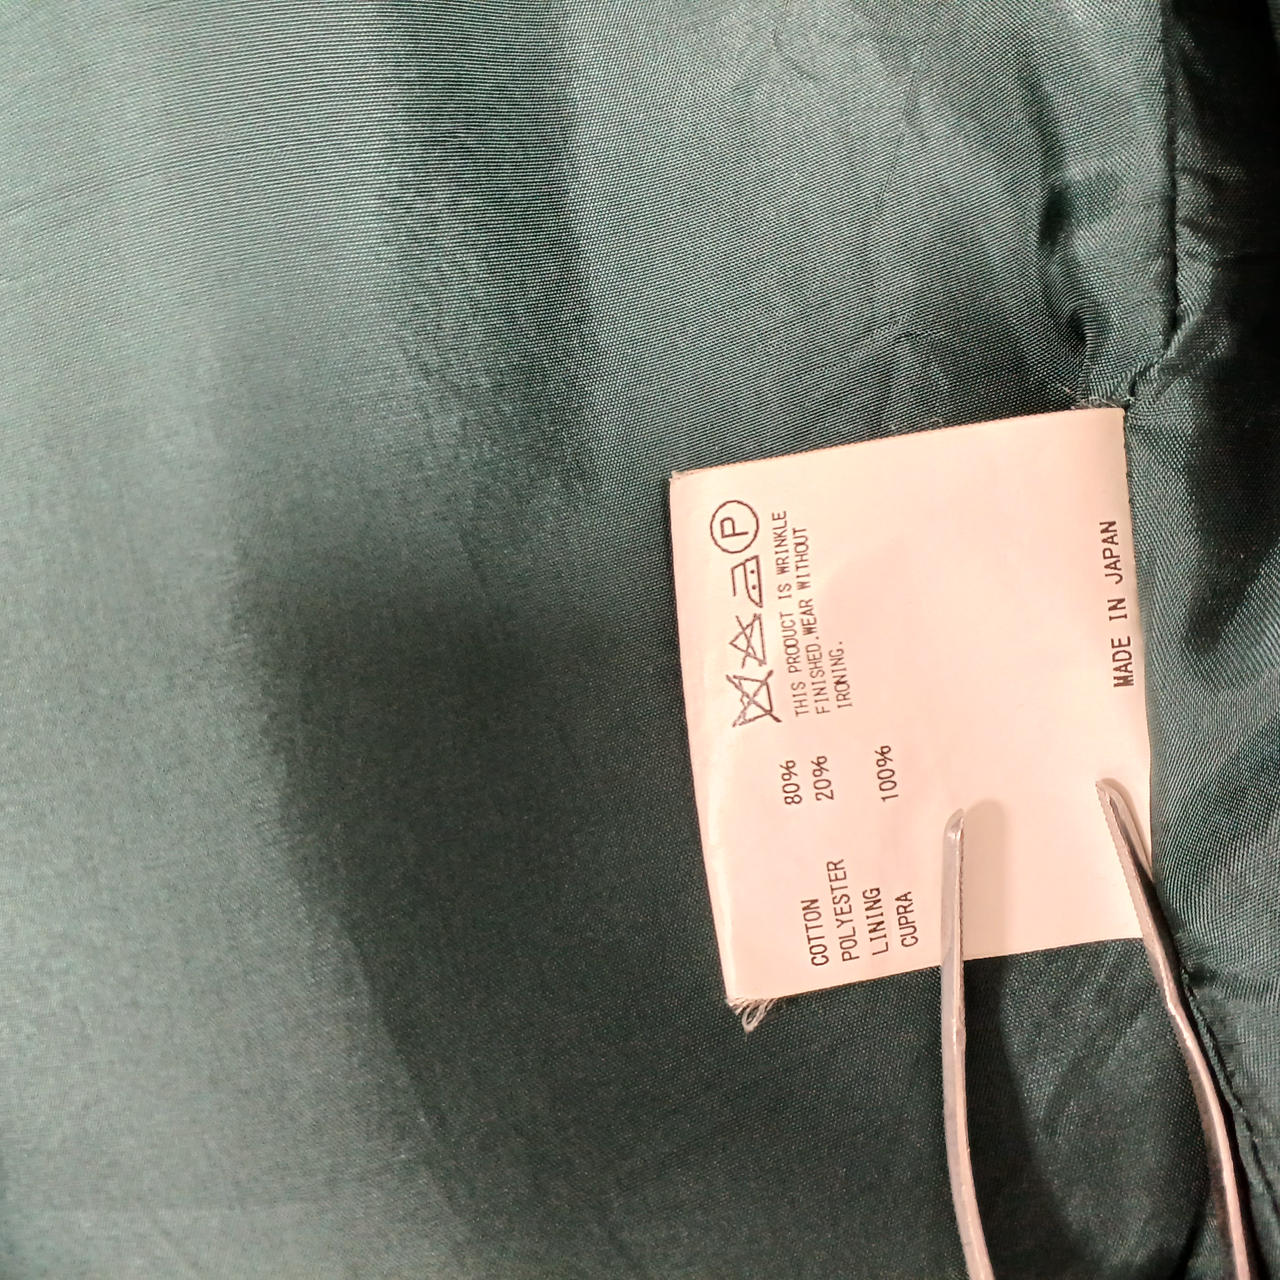 COTTON 80%
POLYESTER 20%
LINING
CUPRA 100%
P
THIS PRODUCT IS WRINKLE
FINISHED.WEAR WITHOUT
IRONING.
MADE IN JAPAN